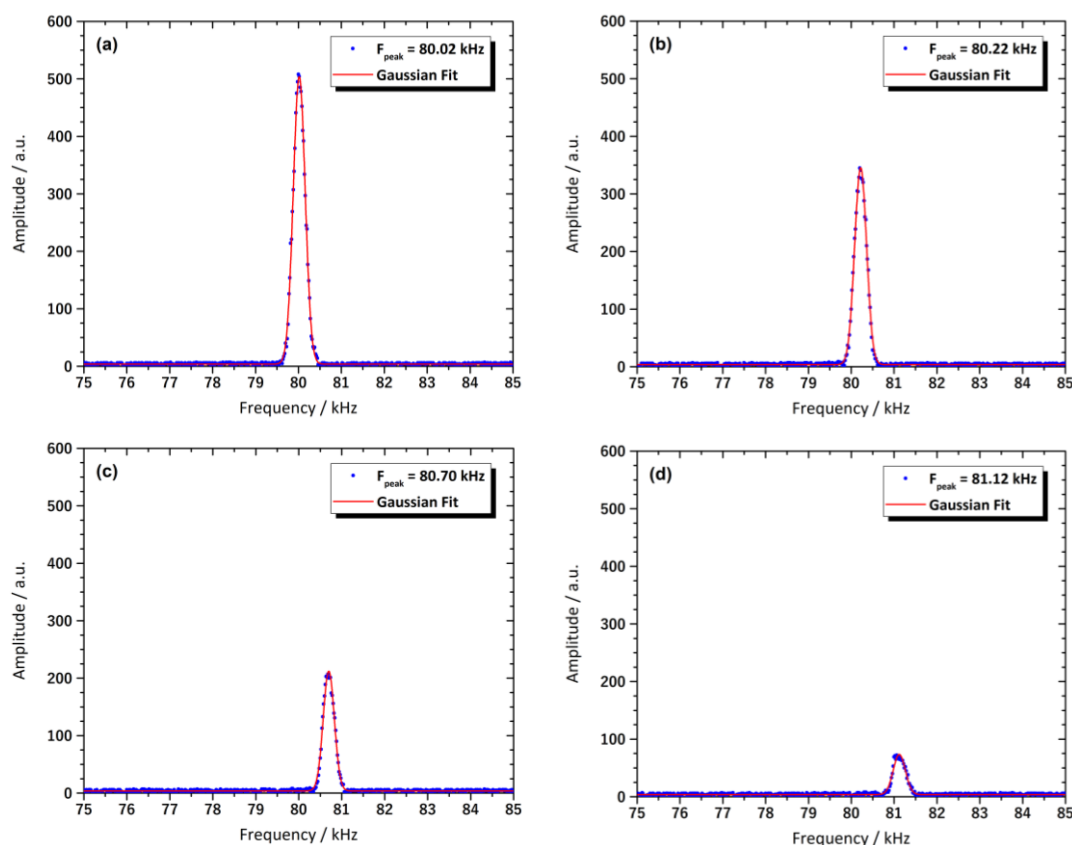 (a)
F_peak = 80.02 kHz
Gaussian Fit
600
500
400
300
200
100
0
Amplitude / a.u.
75 76 77 78 79 80 81 82 83 84 85
Frequency / kHz
(b)
F_peak = 80.22 kHz
Gaussian Fit
600
500
400
300
200
100
0
Amplitude / a.u.
75 76 77 78 79 80 81 82 83 84 85
Frequency / kHz
(c)
F_peak = 80.70 kHz
Gaussian Fit
600
500
400
300
200
100
0
Amplitude / a.u.
75 76 77 78 79 80 81 82 83 84 85
Frequency / kHz
(d)
F_peak = 81.12 kHz
Gaussian Fit
600
500
400
300
200
100
0
Amplitude / a.u.
75 76 77 78 79 80 81 82 83 84 85
Frequency / kHz